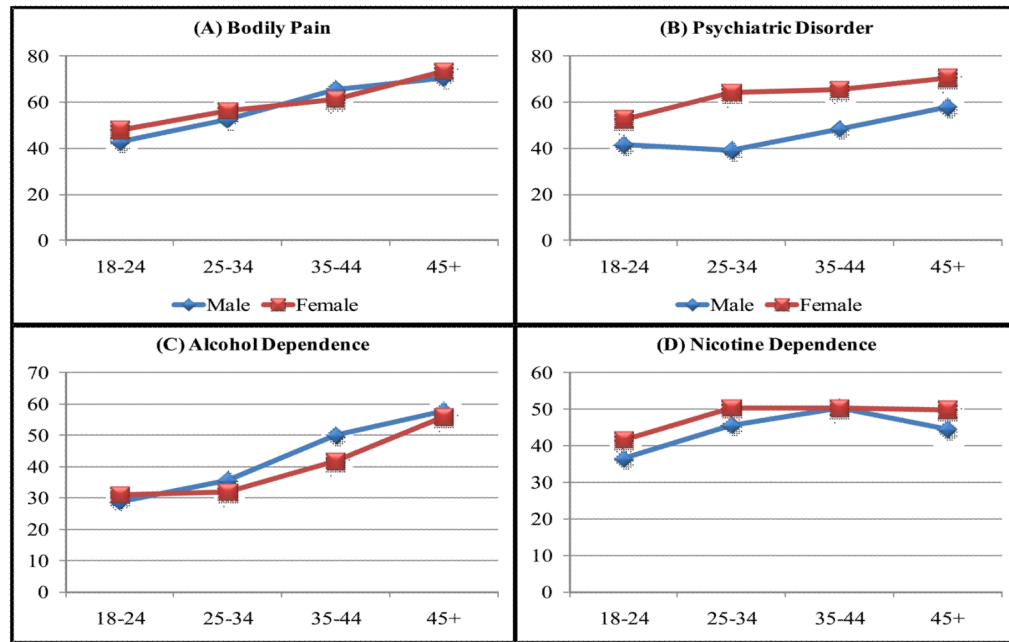 (A) Bodily Pain
80
60
40
20
0
18-24 25-34 35-44 45+
Male Female
(B) Psychiatric Disorder
80
60
40
20
0
18-24 25-34 35-44 45+
Male Female
(C) Alcohol Dependence
70
60
50
40
30
20
10
0
18-24 25-34 35-44 45+
(D) Nicotine Dependence
60
50
40
30
20
10
0
18-24 25-34 35-44 45+